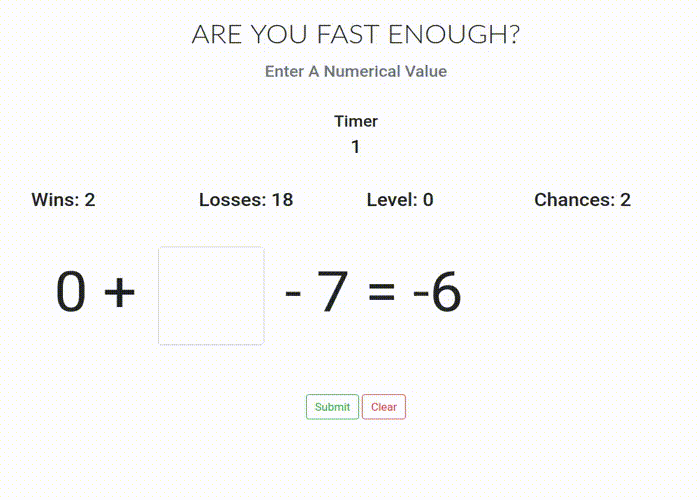 ARE YOU FAST ENOUGH?
Enter A Numerical Value
Timer
1
Wins: 2 Losses: 18 Level: 0 Chances: 2
0 + - 7 = -6
Submit Clear